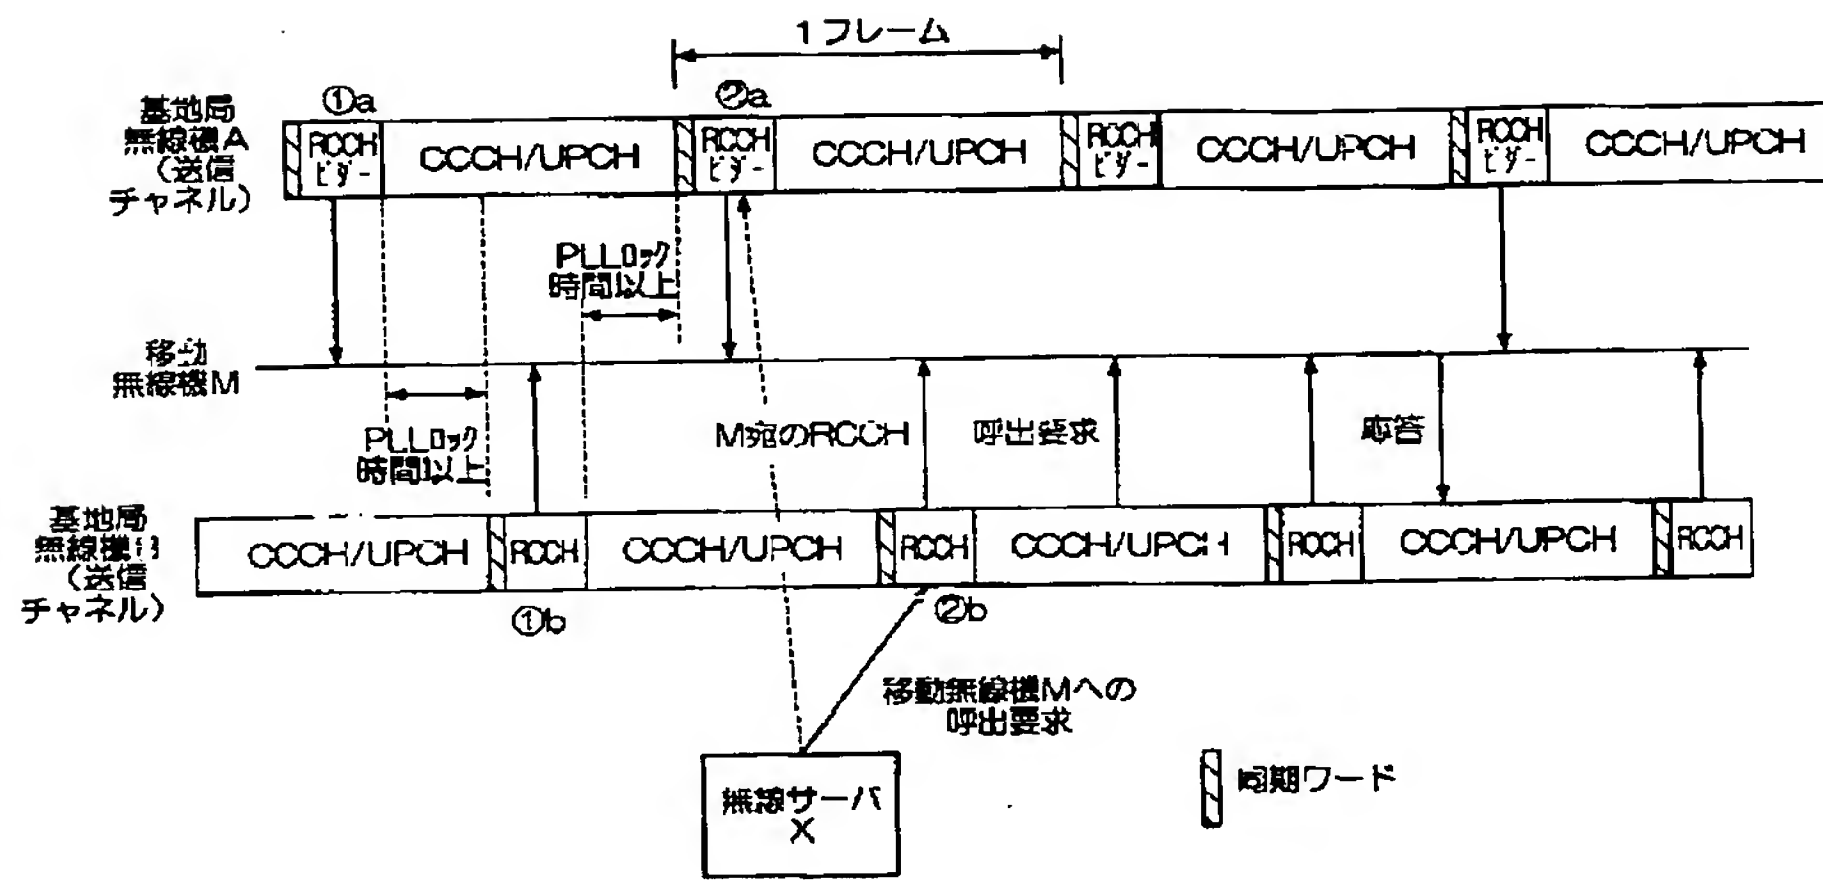 1フレーム
①a
②a
基地局
無線機A
(送信
チャネル)
RCCH
ビダー
CCCH/UPCH
RCCH
ビダー
CCCH/UPCH
RCCH
ビダー
CCCH/UPCH
RCCH
ビダー
CCCH/UPCH
PLLロック
時間以上
移動
無線機M
PLLロック
時間以上
M宛のRCCH
呼出要求
応答
基地局
無線機B
(送信
チャネル)
CCCH/UPCH
RCCH
CCCH/UPCH
RCCH
CCCH/UPCH
RCCH
CCCH/UPCH
RCCH
①b
②b
移動無線機Mへの
呼出要求
無線サーバ
X
同期ワード